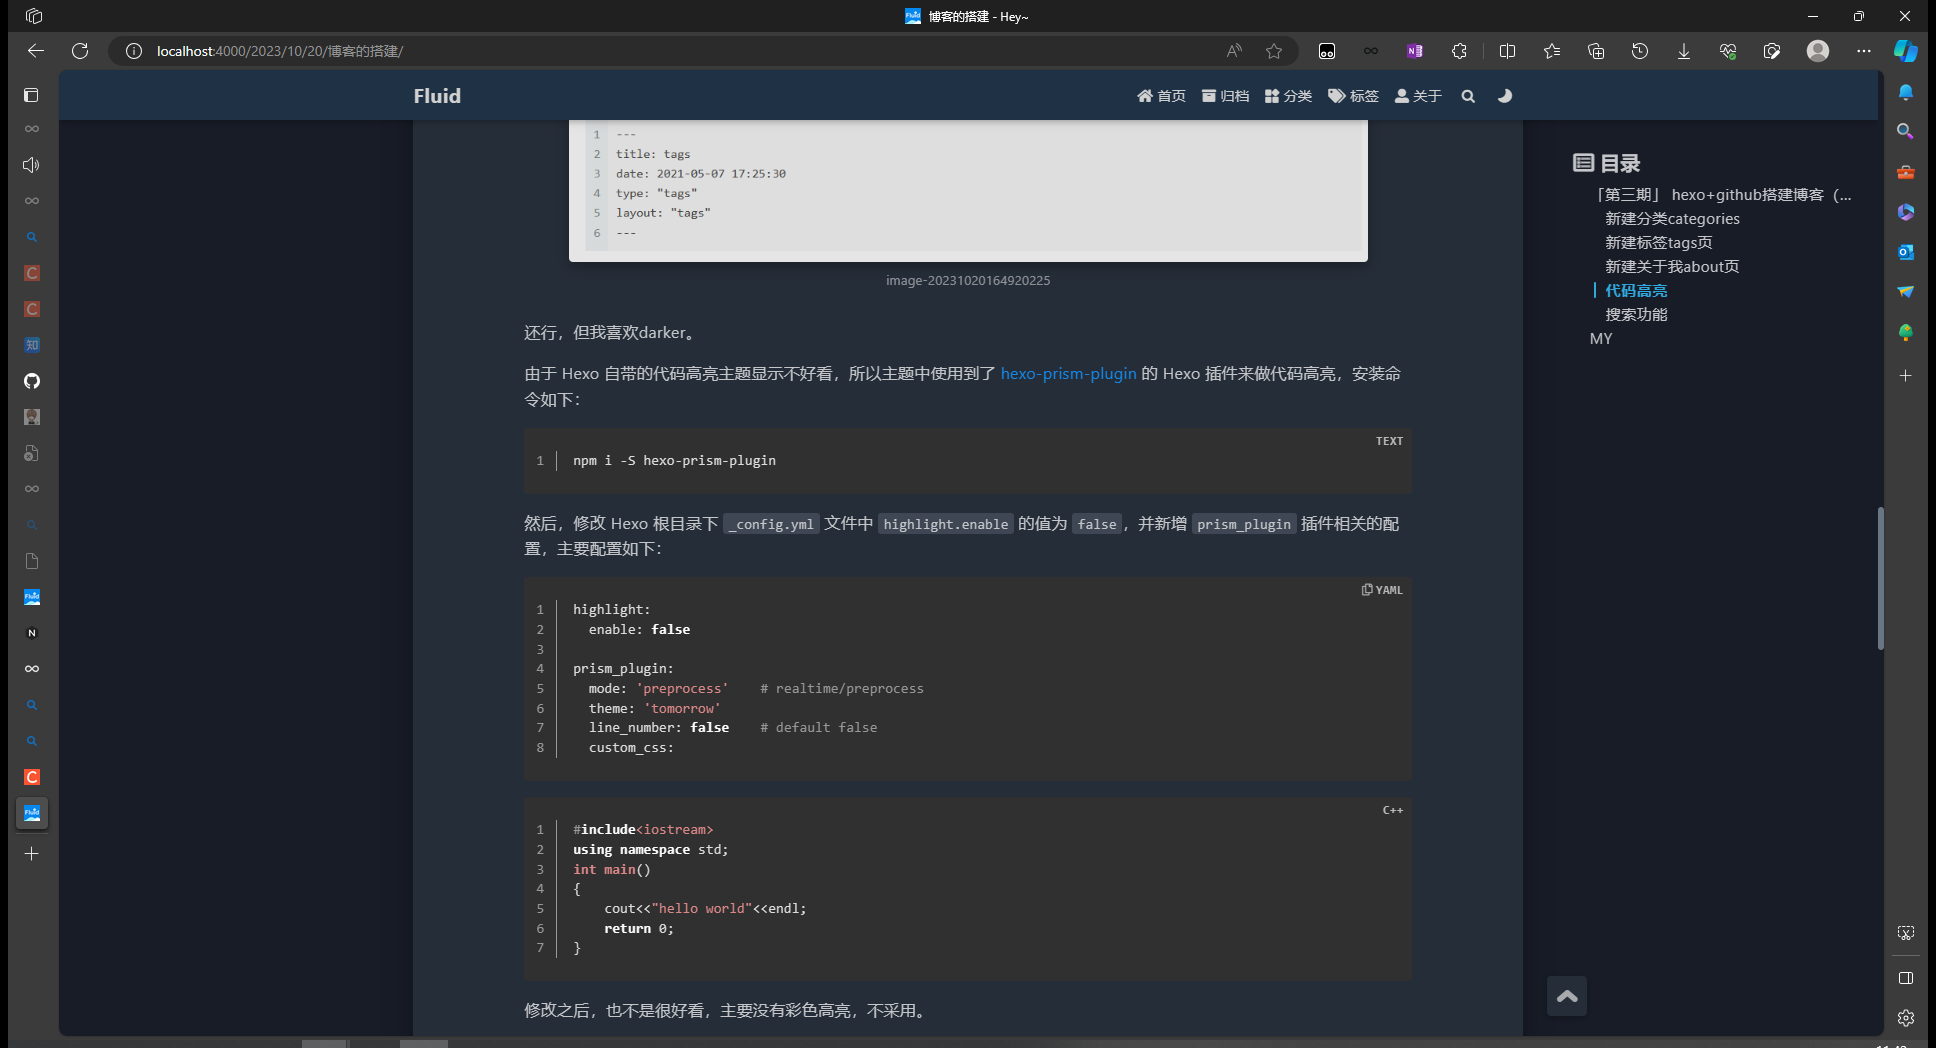 博客的搭建 - Hey~
localhost:4000/2023/10/20/博客的搭建/
Fluid
首页 归档 分类 标签 关于
1 ---
2 title: tags
3 date: 2021-05-07 17:25:30
4 type: "tags"
5 layout: "tags"
6 ---
image-20231020164920225
还行，但我喜欢darker。
由于 Hexo 自带的代码高亮主题显示不好看，所以主题中使用到了 hexo-prism-plugin 的 Hexo 插件来做代码高亮，安装命
令如下：
TEXT
1 npm i -S hexo-prism-plugin
然后，修改 Hexo 根目录下 _config.yml 文件中 highlight.enable 的值为 false，并新增 prism_plugin 插件相关的配
置，主要配置如下：
YAML
1 highlight:
2   enable: false
3
4 prism_plugin:
5   mode: 'preprocess'    # realtime/preprocess
6   theme: 'tomorrow'
7   line_number: false    # default false
8   custom_css:
C++
1 #include<iostream>
2 using namespace std;
3 int main()
4 {
5     cout<<"hello world"<<endl;
6     return 0;
7 }
修改之后，也不是很好看，主要没有彩色高亮，不采用。
目录
「第三期」 hexo+github搭建博客（...
新建分类categories
新建标签tags页
新建关于我about页
代码高亮
搜索功能
MY